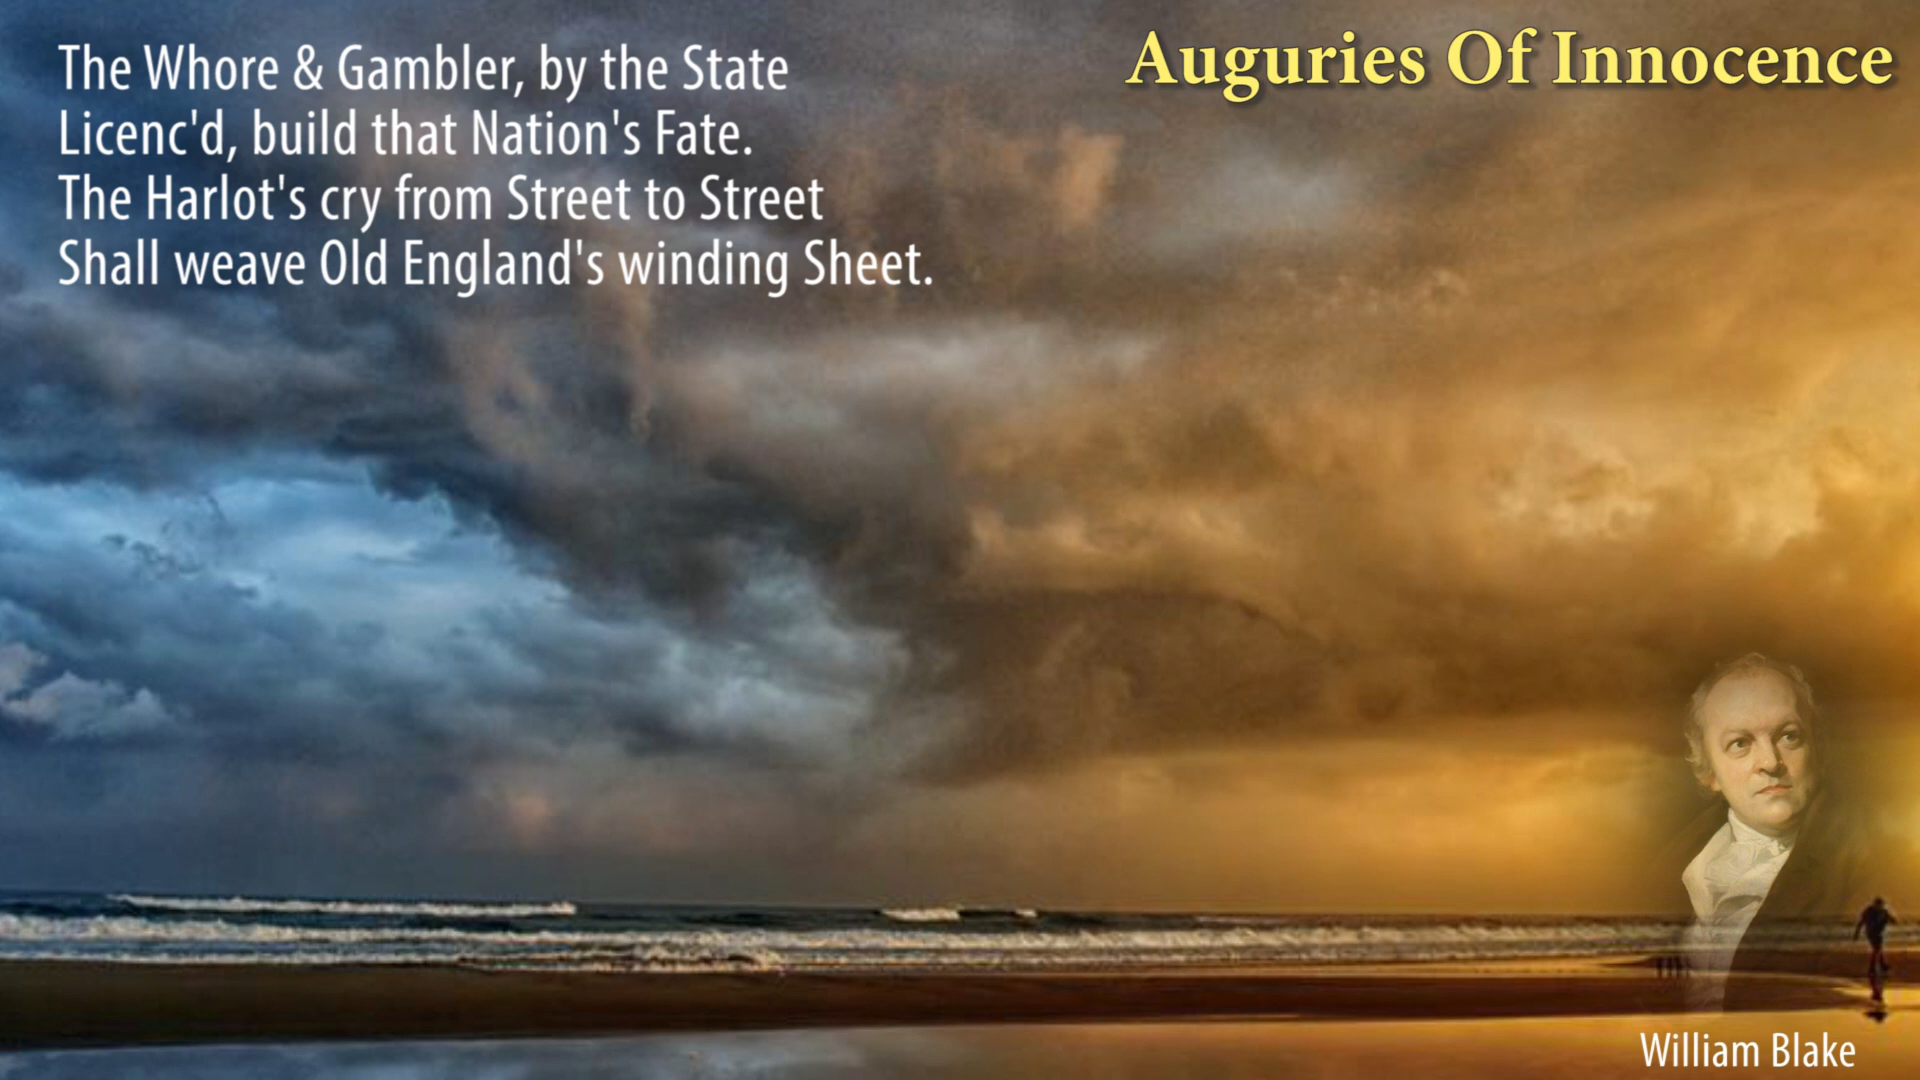 Auguries Of Innocence
The Whore & Gambler, by the State
Licenc'd, build that Nation's Fate.
The Harlot's cry from Street to Street
Shall weave Old England's winding Sheet.
William Blake